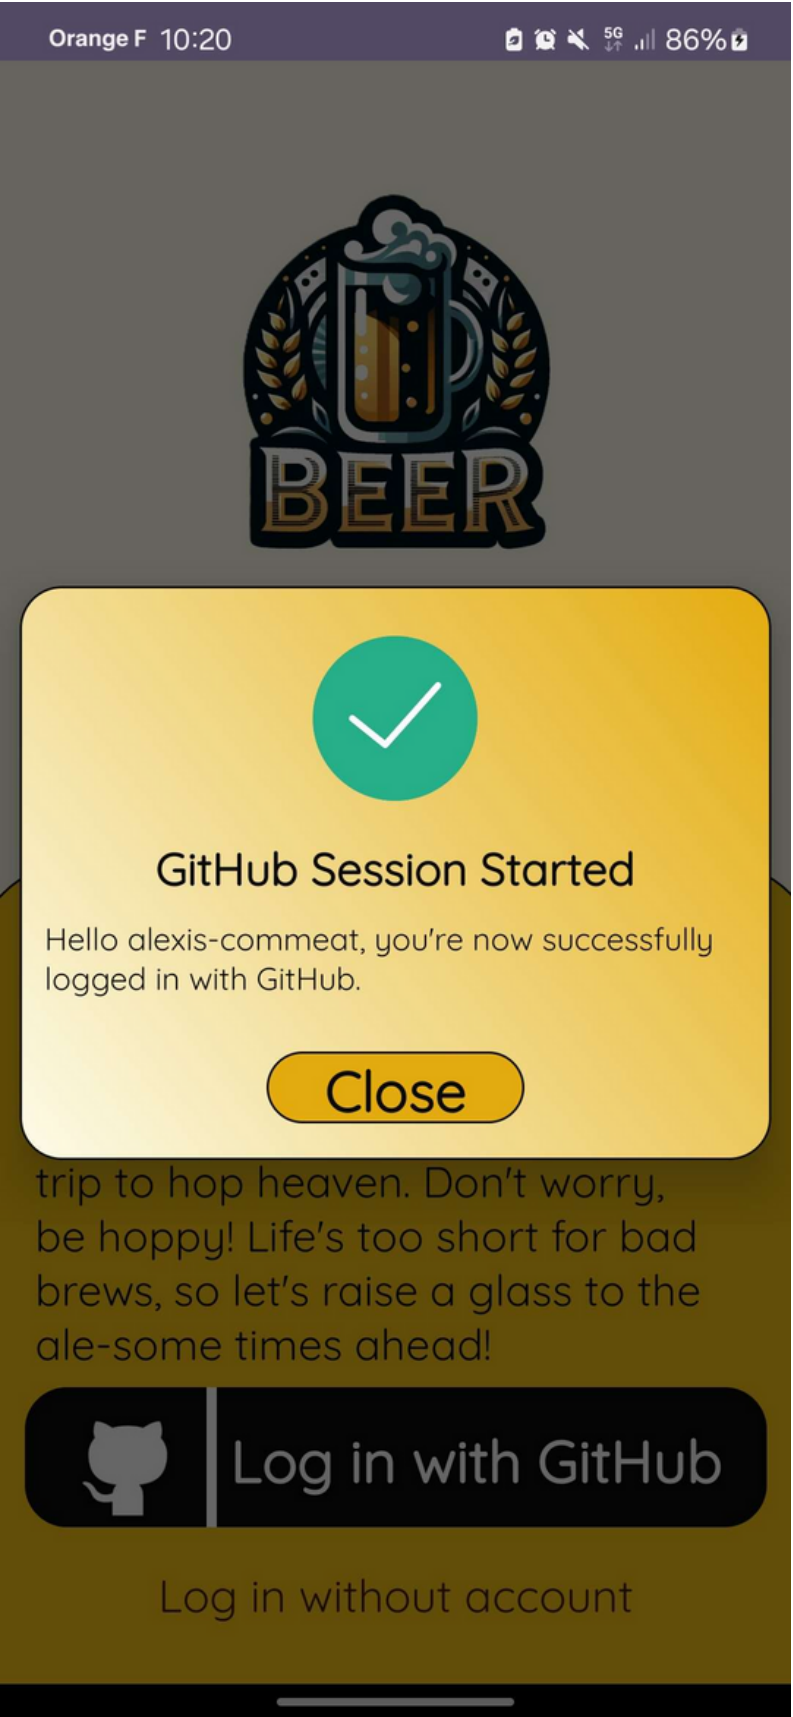 Orange F 10:20 5G 86%
BEER
GitHub Session Started
Hello alexis-commeat, you're now successfully
logged in with GitHub.
Close
trip to hop heaven. Don't worry,
be hoppy! Life's too short for bad
brews, so let's raise a glass to the
ale-some times ahead!
Log in with GitHub
Log in without account